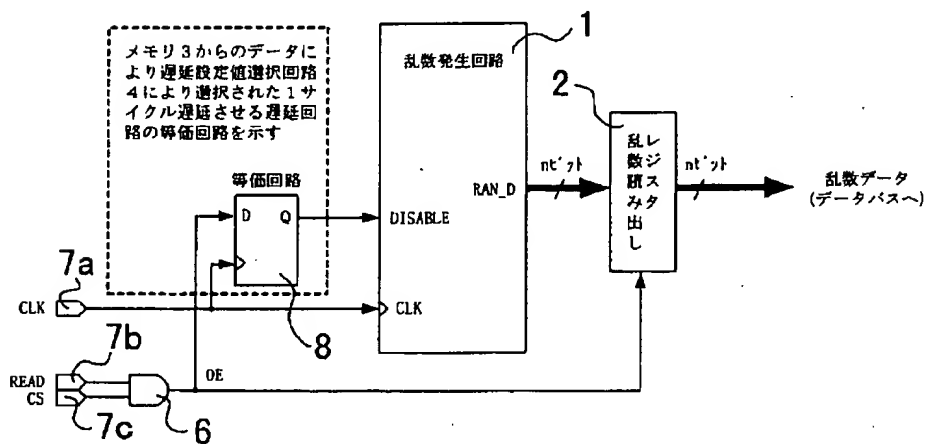 メモリ3からのデータに
より遅延設定値選択回路
4により選択された1サ
イクル遅延させる遅延回
路の等価回路を示す
等価回路
D Q
8
乱数発生回路
1
RAN_D
DISABLE
CLK
nビット
2
乱数読み出し
レジスタ
nビット
乱数データ
(データバスへ)
7a
CLK
7b
READ
CS
7c
OE
6